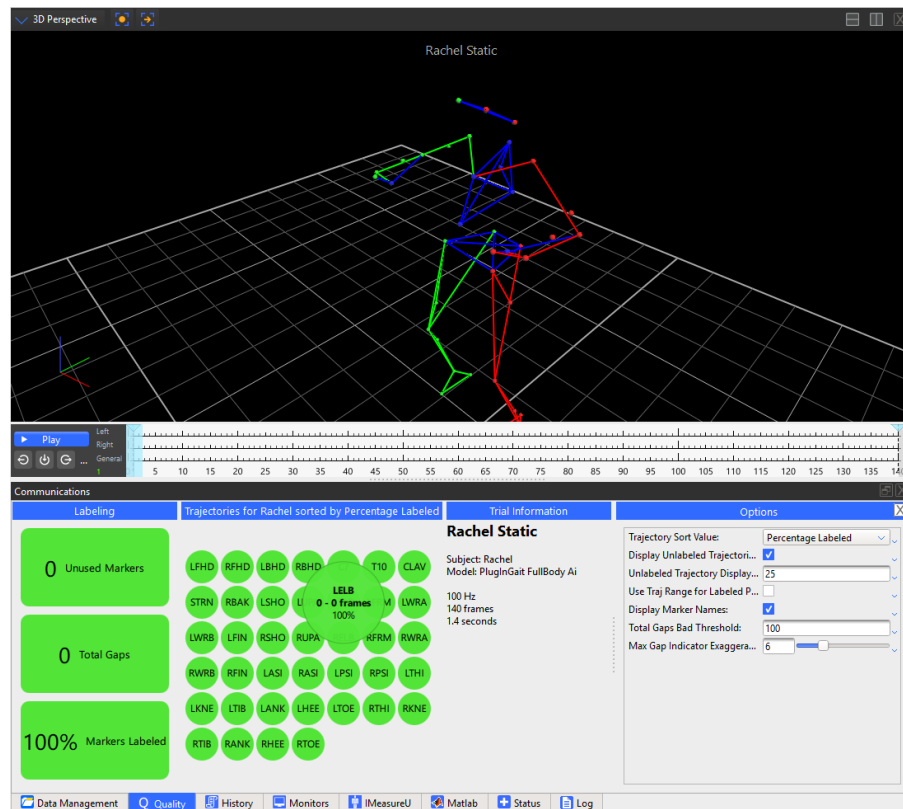 3D Perspective
Rachel Static
Play
Left
Right
General
...
1
5 10 15 20 25 30 35 40 45 50 55 60 65 70 75 80 85 90 95 100 105 110 115 120 125 130 135
Communications
Labeling
0 Unused Markers
0 Total Gaps
100% Markers Labeled
Trajectories for Rachel sorted by Percentage Labeled
LFHD RFHD LBHD RBHD T10 CLAV
STRN RBAK LSHO LWRA
LELB
0 - 0 frames
100%
LWRB LFIN RSHO RUPA RFRM RWRA
RWRB RFIN LASI RASI LPSI RPSI LTHI
LKNE LTIB LANK LHEE LTOE RTHI RKNE
RTIB RANK RHEE RTOE
Trial Information
Rachel Static
Subject: Rachel
Model: PlugInGait FullBody Ai
100 Hz
140 frames
1.4 seconds
Options
X
Trajectory Sort Value: Percentage Labeled
Display Unlabeled Trajectori...
Unlabeled Trajectory Display... 25
Use Traj Range for Labeled P...
Display Marker Names:
Total Gaps Bad Threshold: 100
Max Gap Indicator Exaggera... 6
Data Management Quality History Monitors IMeasureU Matlab Status Log